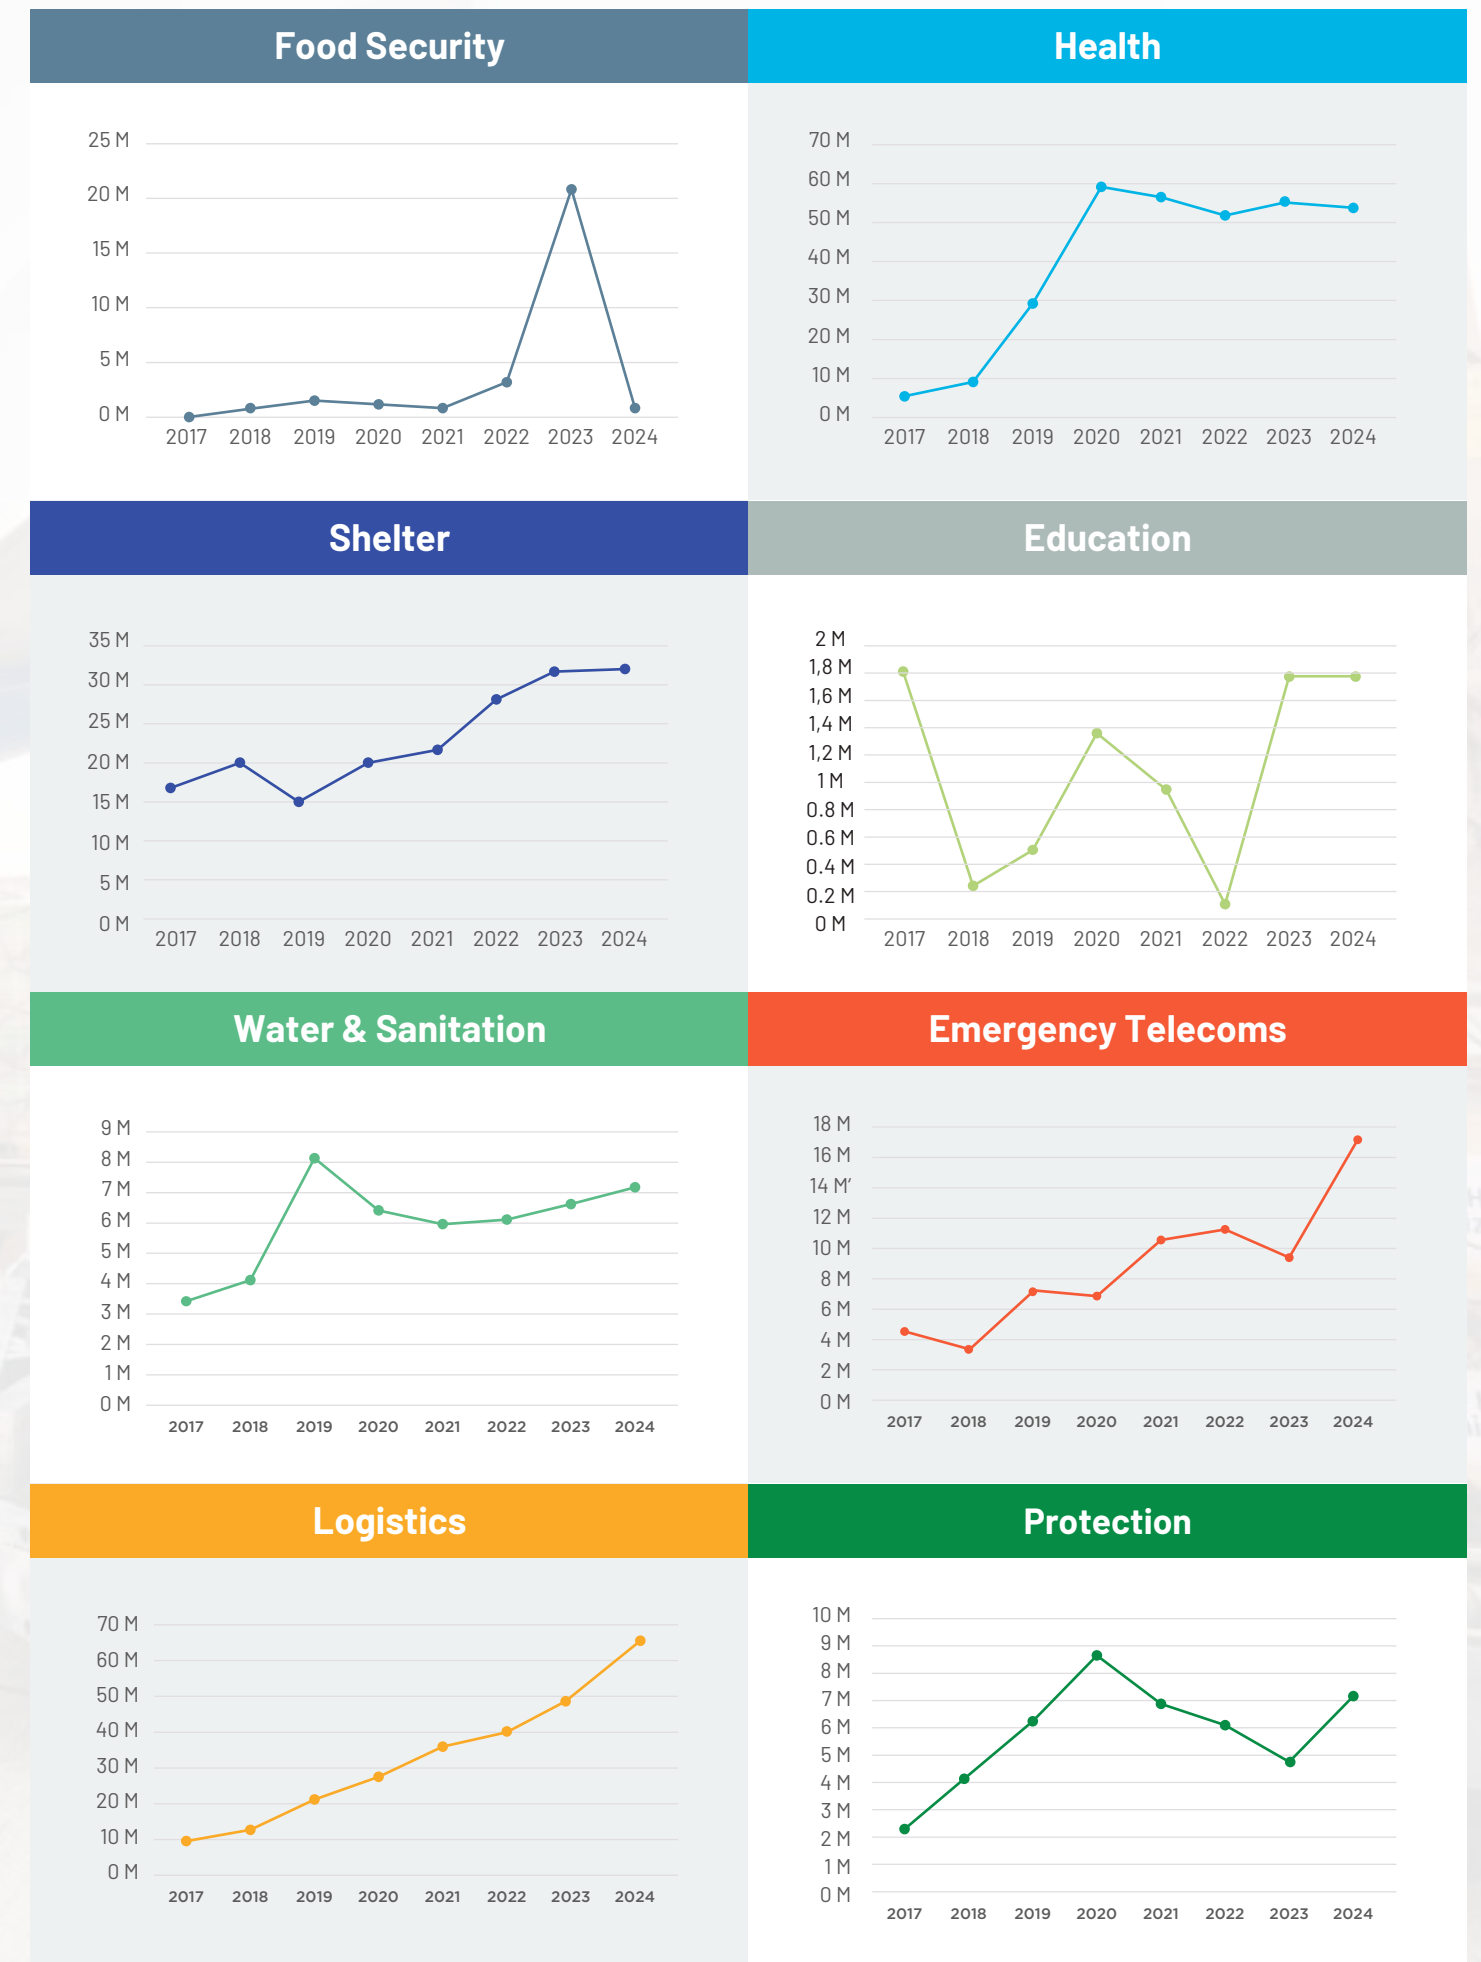 Food Security
25 M
20 M
15 M
10 M
5 M
0 M
2017 2018 2019 2020 2021 2022 2023 2024
Health
70 M
60 M
50 M
40 M
30 M
20 M
10 M
0 M
2017 2018 2019 2020 2021 2022 2023 2024
Shelter
35 M
30 M
25 M
20 M
15 M
10 M
5 M
0 M
2017 2018 2019 2020 2021 2022 2023 2024
Education
2 M
1,8 M
1,6 M
1,4 M
1,2 M
1 M
0.8 M
0.6 M
0.4 M
0.2 M
0 M
2017 2018 2019 2020 2021 2022 2023 2024
Water & Sanitation
9 M
8 M
7 M
6 M
5 M
4 M
3 M
2 M
1 M
0 M
2017 2018 2019 2020 2021 2022 2023 2024
Emergency Telecoms
18 M
16 M
14 M‘
12 M
10 M
8 M
6 M
4 M
2 M
0 M
2017 2018 2019 2020 2021 2022 2023 2024
Logistics
70 M
60 M
50 M
40 M
30 M
20 M
10 M
0 M
2017 2018 2019 2020 2021 2022 2023 2024
Protection
10 M
9 M
8 M
7 M
6 M
5 M
4 M
3 M
2 M
1 M
0 M
2017 2018 2019 2020 2021 2022 2023 2024